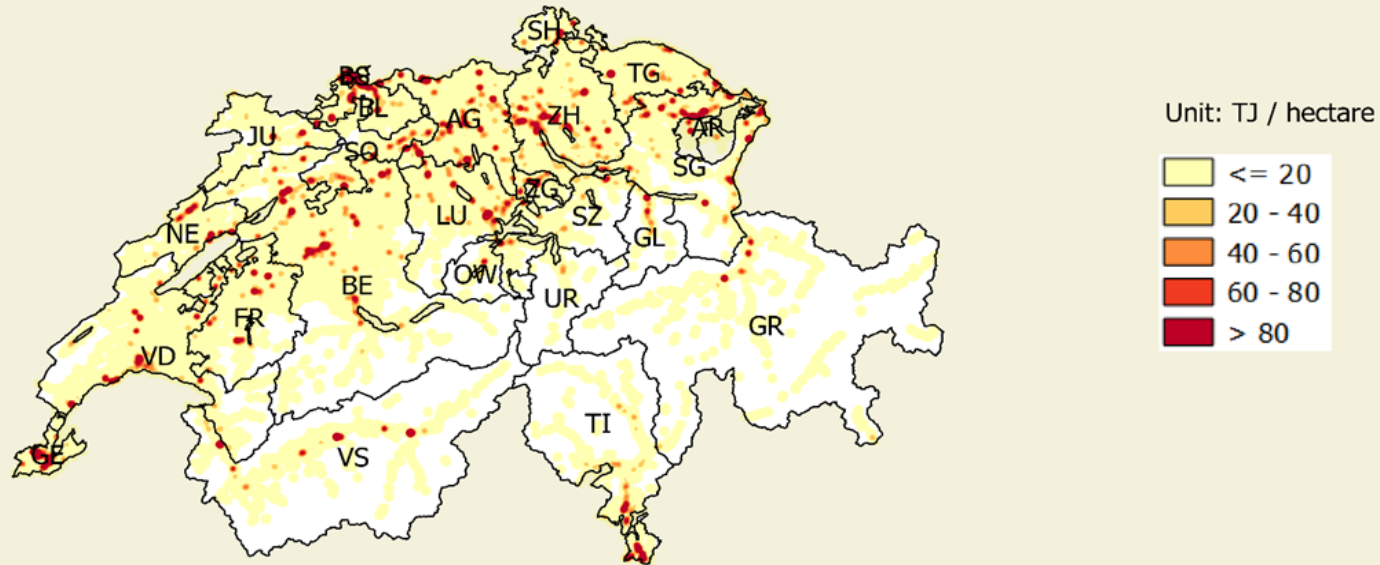 SH
BS
TG
BL
AG
ZH
AR
JU
SO
SG
ZG
LU
SZ
NE
GL
OW
BE
UR
FR
GR
VD
TI
GE
VS
Unit: TJ / hectare
<= 20
20 - 40
40 - 60
60 - 80
> 80